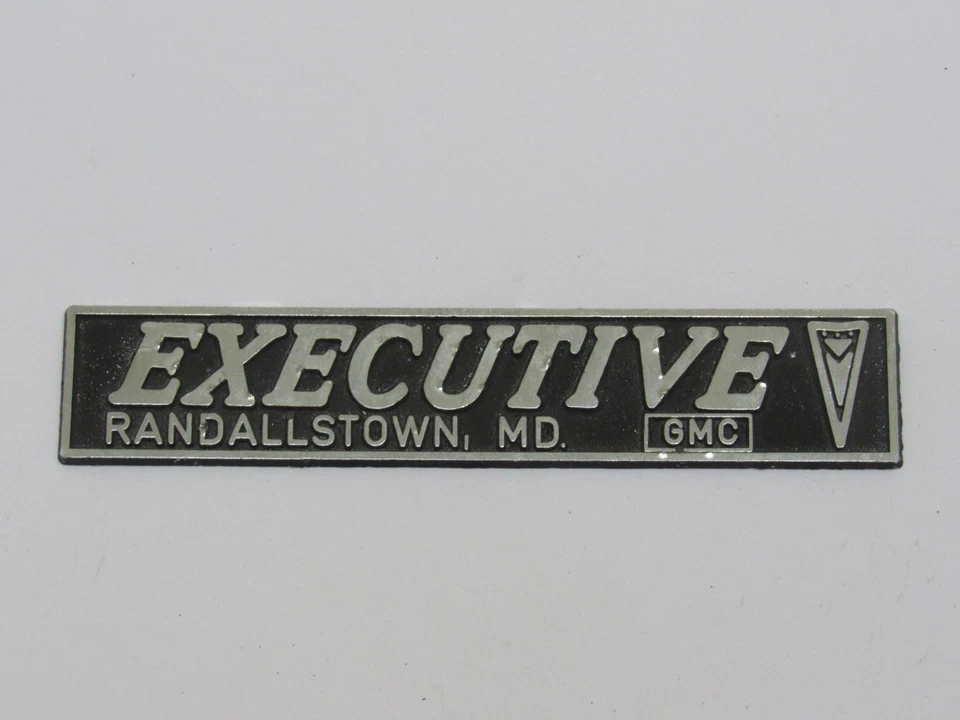 EXECUTIVE
RANDALLSTOWN, MD. GMC